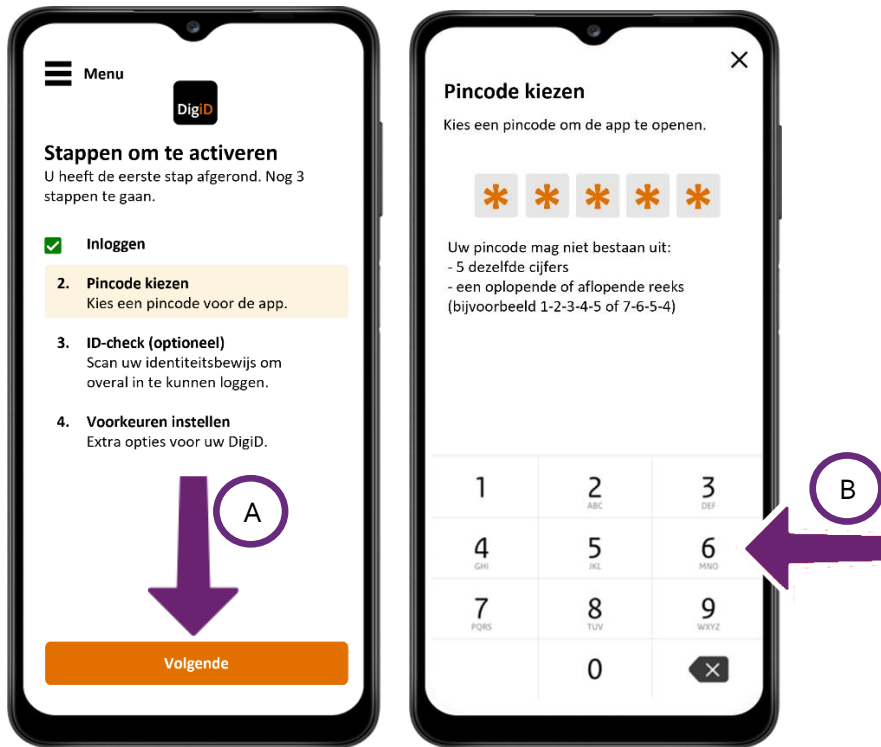 Menu
DigiD
Stappen om te activeren
U heeft de eerste stap afgerond. Nog 3
stappen te gaan.
Inloggen
2. Pincode kiezen
Kies een pincode voor de app.
3. ID-check (optioneel)
Scan uw identiteitsbewijs om
overal in te kunnen loggen.
4. Voorkeuren instellen
Extra opties voor uw DigiD.
A
Volgende
Pincode kiezen
Kies een pincode om de app te openen.
* * * * *
Uw pincode mag niet bestaan uit:
- 5 dezelfde cijfers
- een oplopende of aflopende reeks
(bijvoorbeeld 1-2-3-4-5 of 7-6-5-4)
1 2 3
ABC DEF
4 5 6
GHI JKL MNO
7 8 9
PQRS TUV WXYZ
0
B